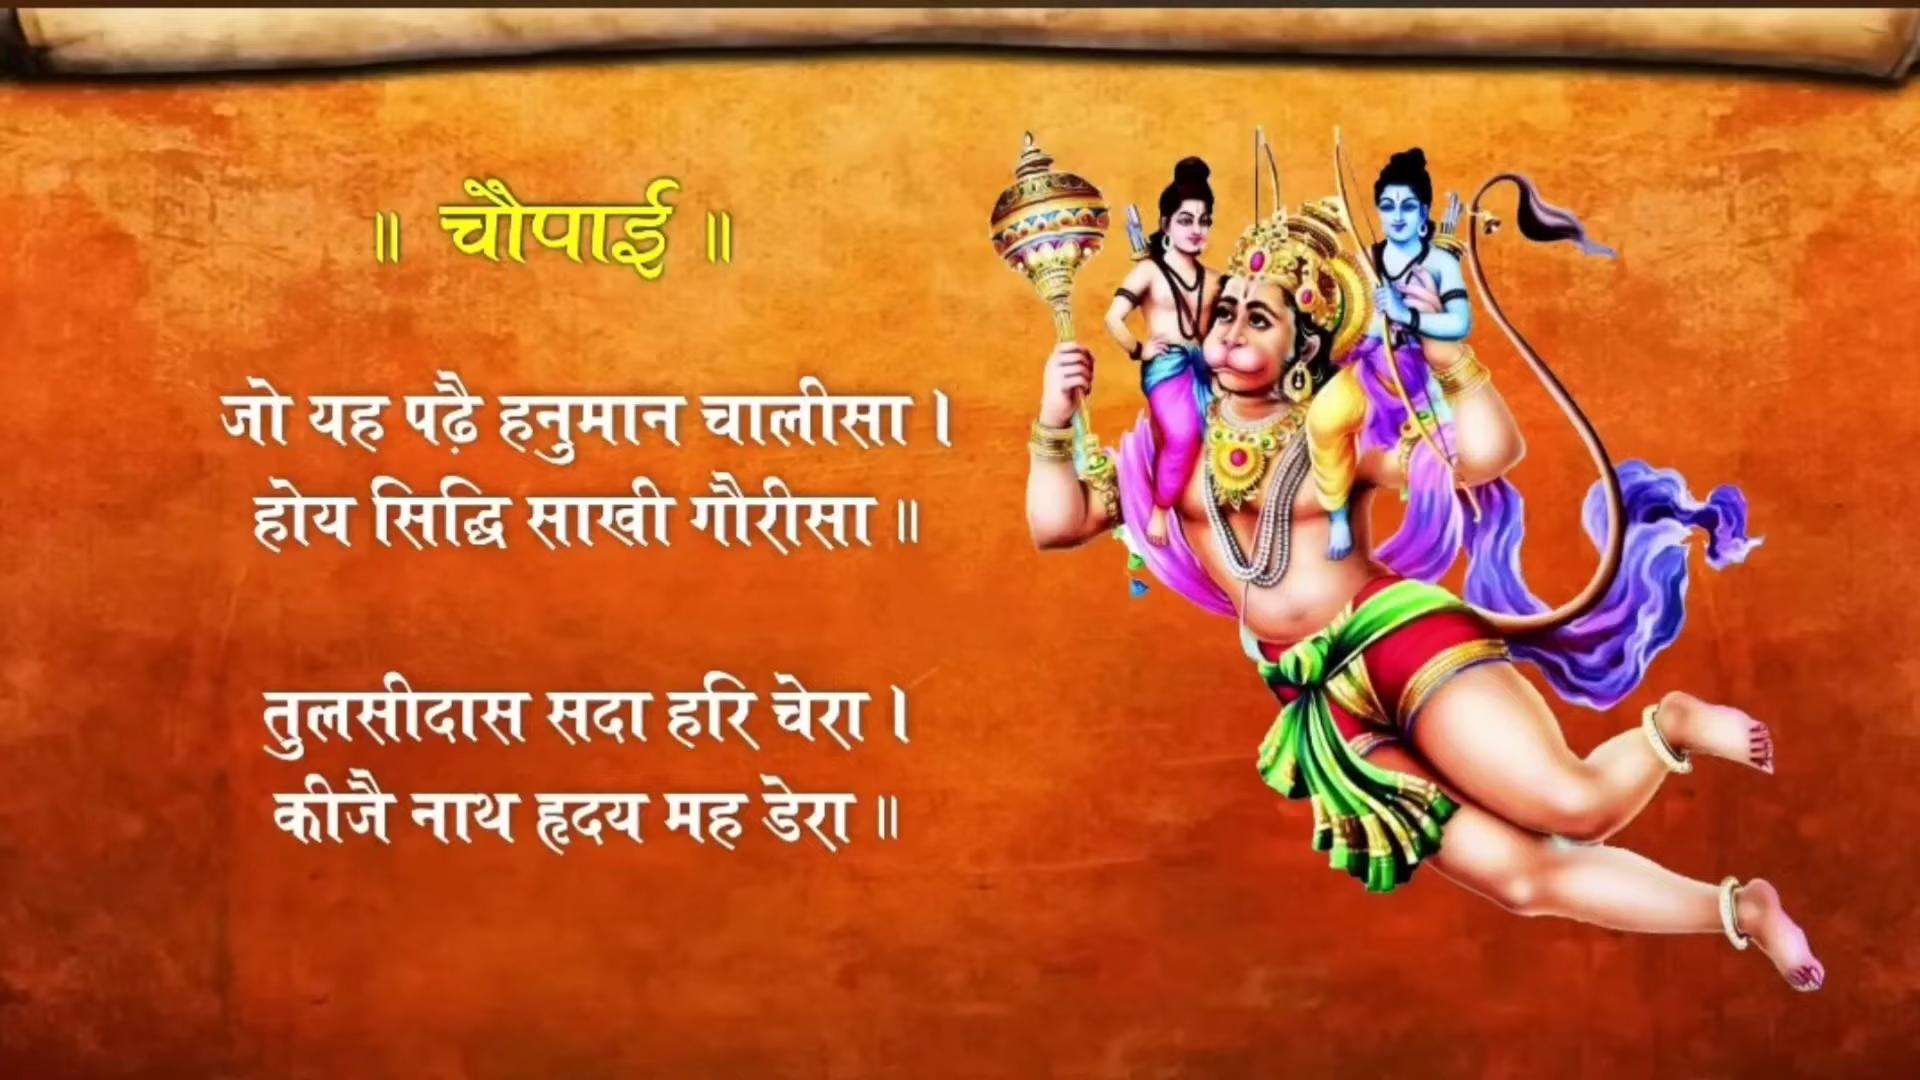 ॥ चौपाई ॥
जो यह पढ़ै हनुमान चालीसा ।
होय सिद्धि साखी गौरीसा ॥
तुलसीदास सदा हरि चेरा ।
कीजै नाथ हृदय मह डेरा ॥